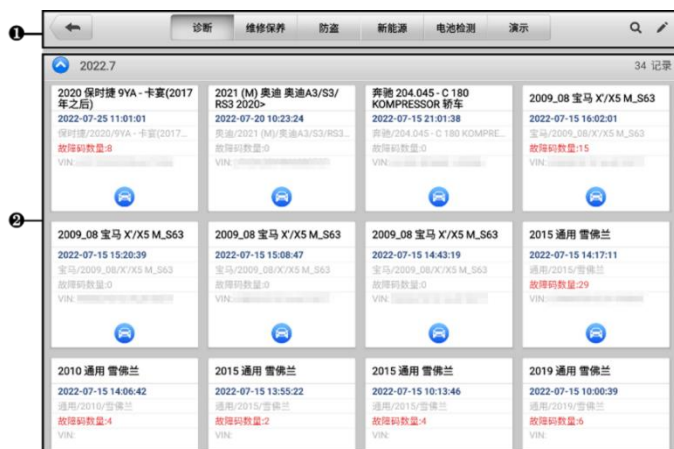 ❶
诊断 维修保养 防盗 新能源 电池检测 演示
❷
2022.7 34 记录
2020 保时捷 9YA - 卡宴(2017
年之后)
2022-07-25 11:01:01
保时捷/2020/9YA - 卡宴(2017...
故障码数量:8
VIN:
2021 (M) 奥迪 奥迪A3/S3/
RS3 2020>
2022-07-20 10:23:24
奥迪/2021 (M)/奥迪A3/S3/RS3...
故障码数量:0
VIN:
奔驰 204.045 - C 180
KOMPRESSOR 轿车
2022-07-15 21:01:38
奔驰/204.045 - C 180 KOMPRE...
故障码数量:0
VIN:
2009_08 宝马 X'/X5 M_S63
2022-07-15 16:02:01
宝马/2009_08/X'/X5 M_S63
故障码数量:15
VIN:
2009_08 宝马 X'/X5 M_S63
2022-07-15 15:20:39
宝马/2009_08/X'/X5 M_S63
故障码数量:0
VIN:
2009_08 宝马 X'/X5 M_S63
2022-07-15 15:08:47
宝马/2009_08/X'/X5 M_S63
故障码数量:0
VIN:
2009_08 宝马 X'/X5 M_S63
2022-07-15 14:43:19
宝马/2009_08/X'/X5 M_S63
故障码数量:0
VIN:
2015 通用 雪佛兰
2022-07-15 14:17:11
通用/2015/雪佛兰
故障码数量:29
VIN:
2010 通用 雪佛兰
2022-07-15 14:06:42
通用/2010/雪佛兰
故障码数量:4
VIN:
2015 通用 雪佛兰
2022-07-15 13:55:22
通用/2015/雪佛兰
故障码数量:2
VIN:
2015 通用 雪佛兰
2022-07-15 10:13:46
通用/2015/雪佛兰
故障码数量:4
VIN:
2019 通用 雪佛兰
2022-07-15 10:00:39
通用/2019/雪佛兰
故障码数量:6
VIN: